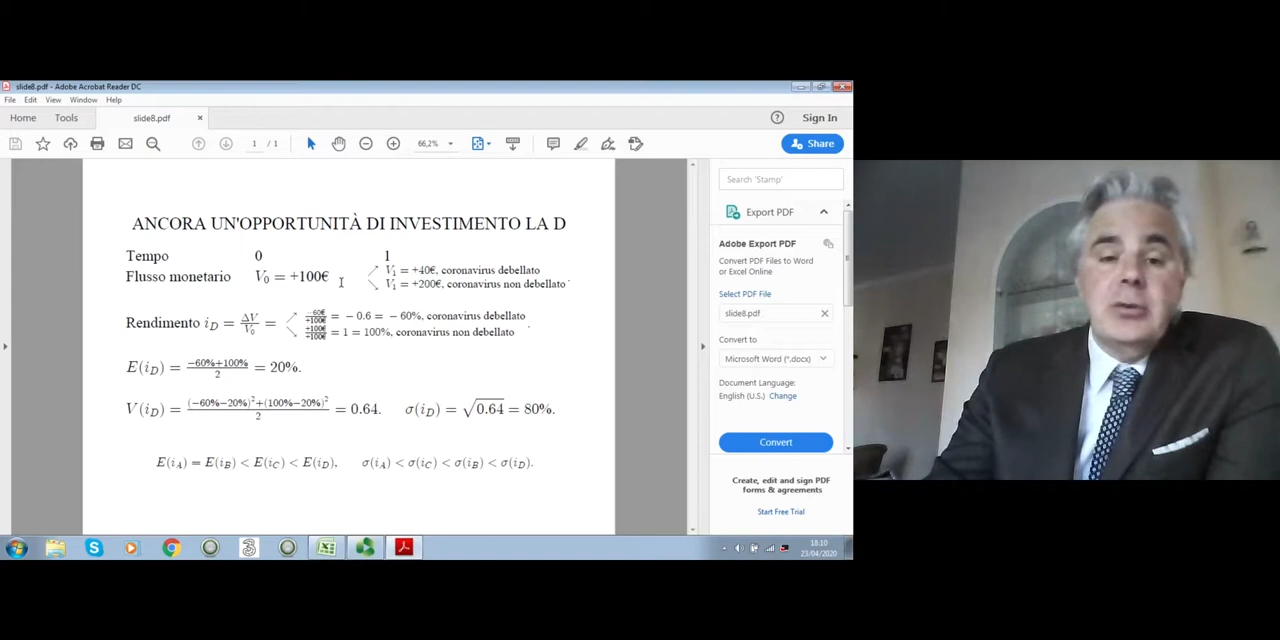 slide8.pdf - Adobe Acrobat Reader DC
File Edit View Window Help
Home Tools slide8.pdf × Sign In
1 / 1 66,2% Share
ANCORA UN'OPPORTUNITÀ DI INVESTIMENTO LA D
Tempo 0 1
Flusso monetario V₀ = +100€ ↗ V₁ = +40€, coronavirus debellato
↘ V₁ = +200€, coronavirus non debellato
Rendimento i_D = ΔV/V₀ = ↗ -60€/+100€ = − 0.6 = − 60%, coronavirus debellato
↘ +100€/+100€ = 1 = 100%, coronavirus non debellato
E(i_D) = (−60%+100%)/2 = 20%.
V(i_D) = ((−60%−20%)²+(100%−20%)²)/2 = 0.64. σ(i_D) = √0.64 = 80%.
E(i_A) = E(i_B) < E(i_C) < E(i_D), σ(i_A) < σ(i_C) < σ(i_B) < σ(i_D).
Search 'Stamp'
Export PDF
Adobe Export PDF
Convert PDF Files to Word
or Excel Online
Select PDF File
slide8.pdf ×
Convert to
Microsoft Word (*.docx)
Document Language:
English (U.S.) Change
Convert
Create, edit and sign PDF
forms & agreements
Start Free Trial
18.10
23/04/2020